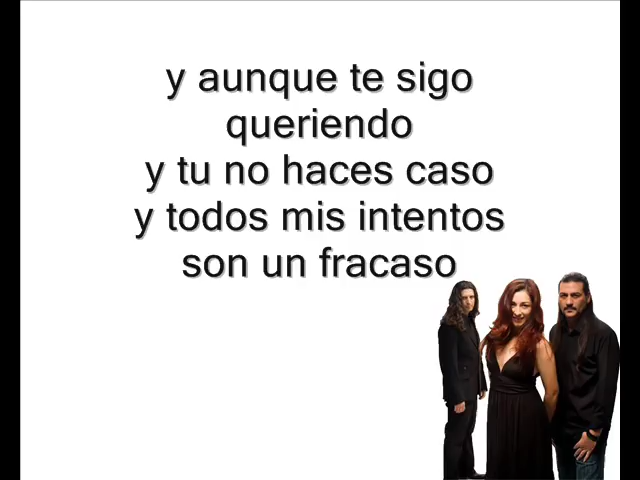 y aunque te sigo
queriendo
y tu no haces caso
y todos mis intentos
son un fracaso